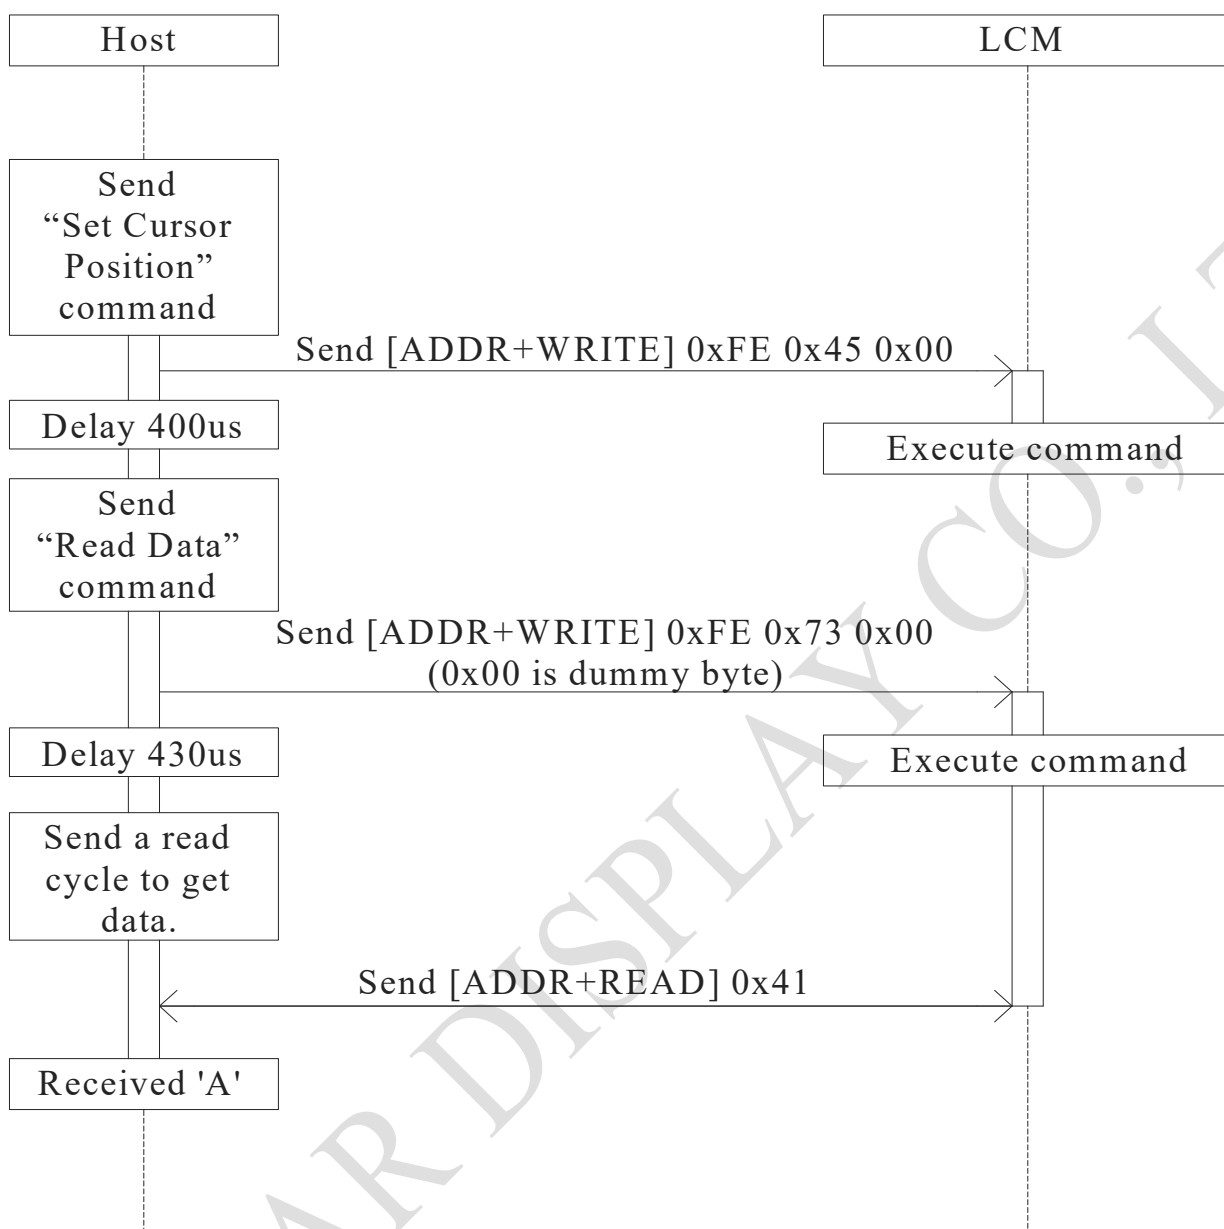 Host
LCM
Send
“Set Cursor
Position”
command
Send [ADDR+WRITE] 0xFE 0x45 0x00
Delay 400us
Execute command
Send
“Read Data”
command
Send [ADDR+WRITE] 0xFE 0x73 0x00
(0x00 is dummy byte)
Delay 430us
Execute command
Send a read
cycle to get
data.
Send [ADDR+READ] 0x41
Received 'A'
DISPLAY CO.,